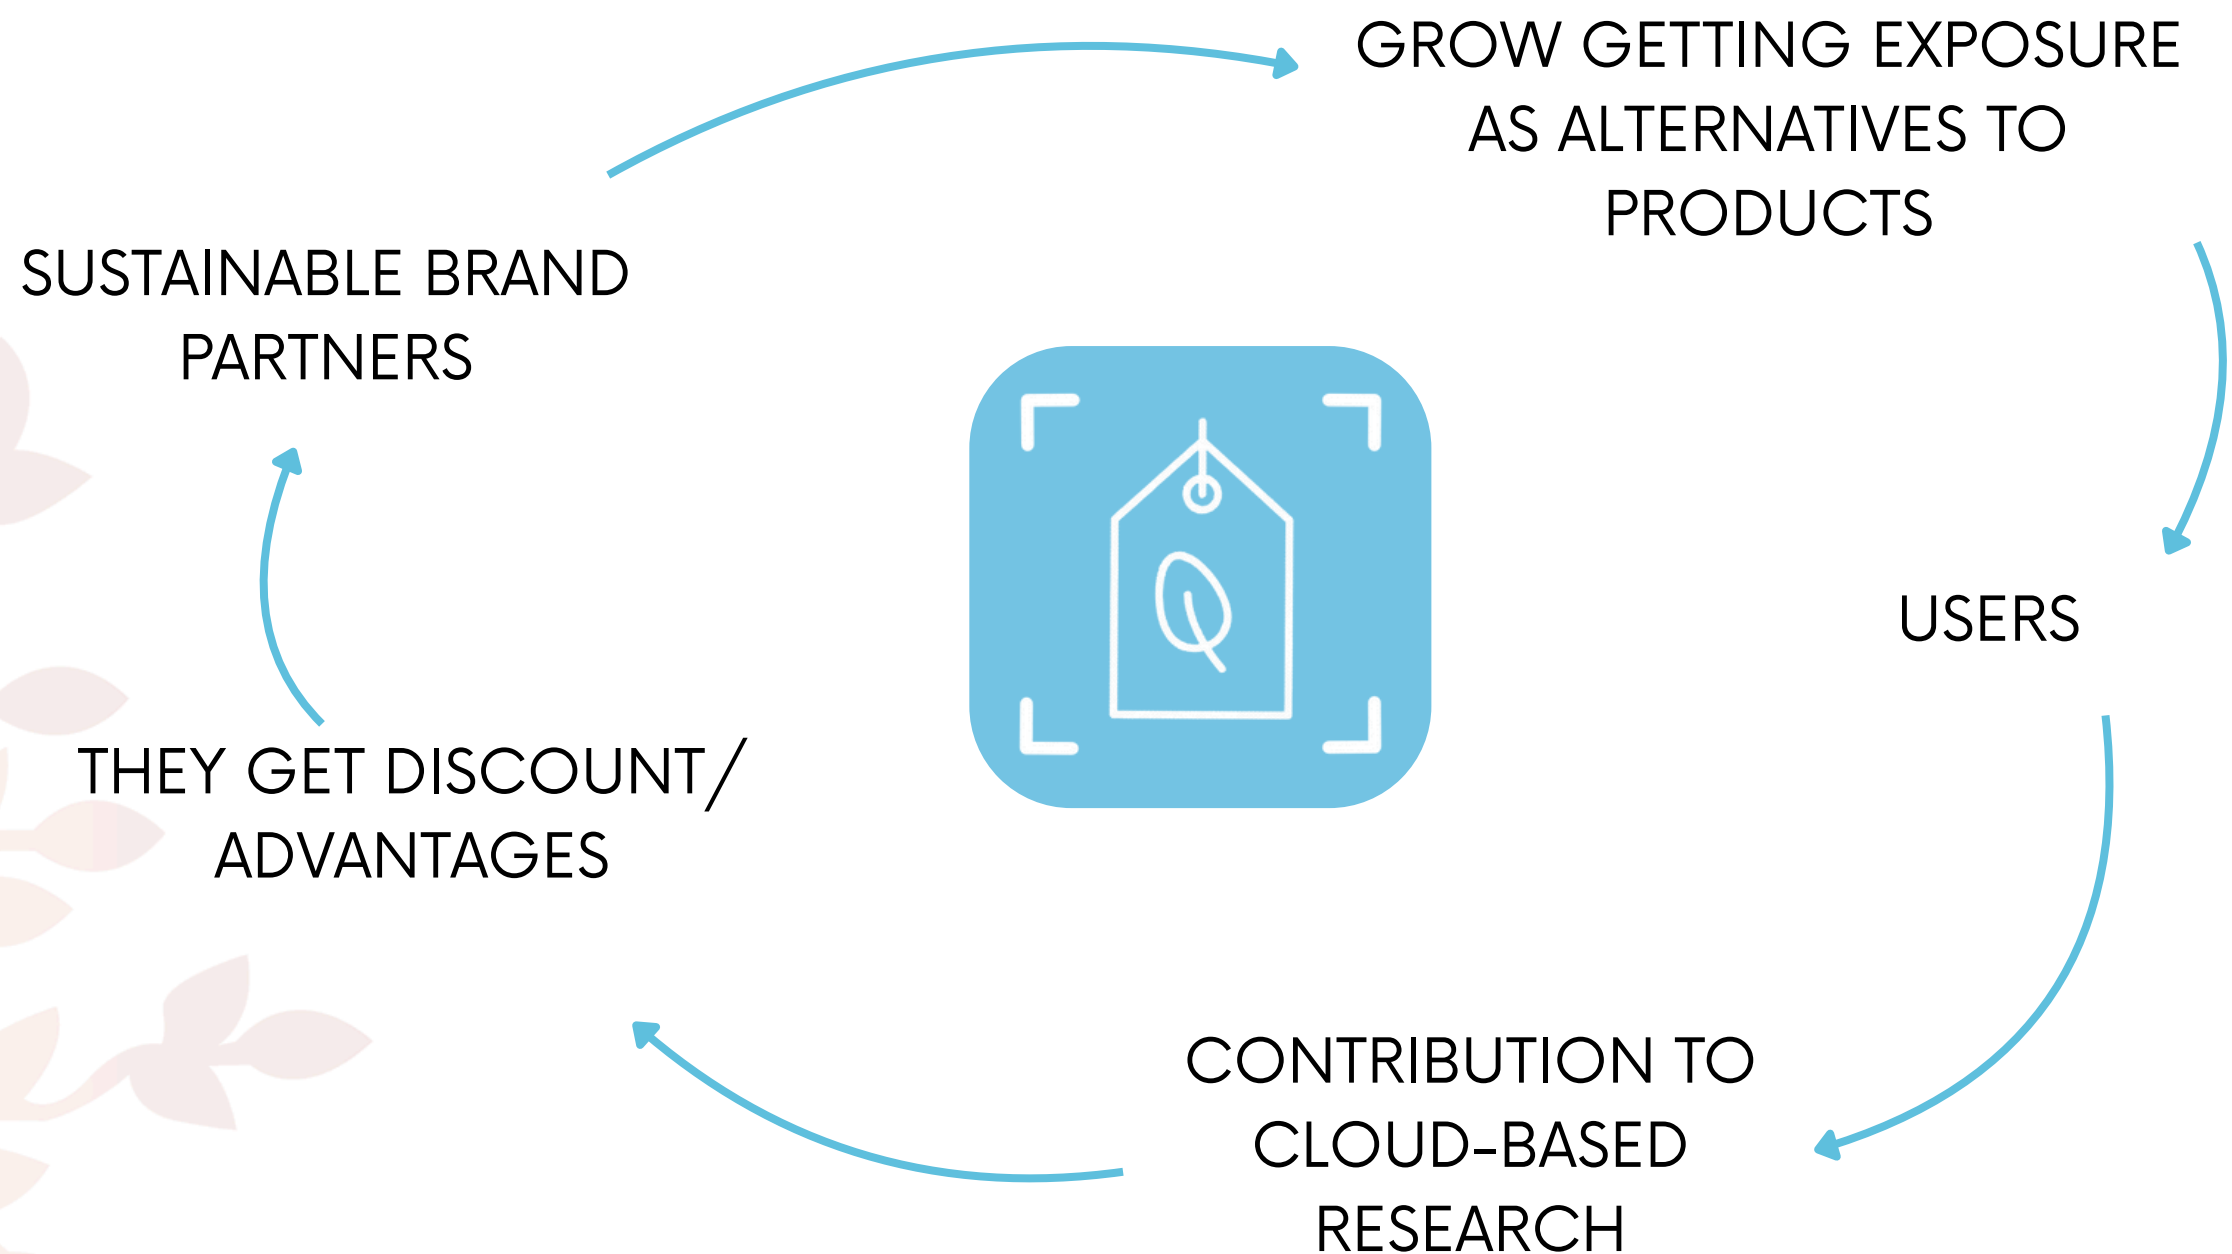 GROW GETTING EXPOSURE
AS ALTERNATIVES TO
PRODUCTS
SUSTAINABLE BRAND
PARTNERS
USERS
THEY GET DISCOUNT/
ADVANTAGES
CONTRIBUTION TO
CLOUD-BASED
RESEARCH